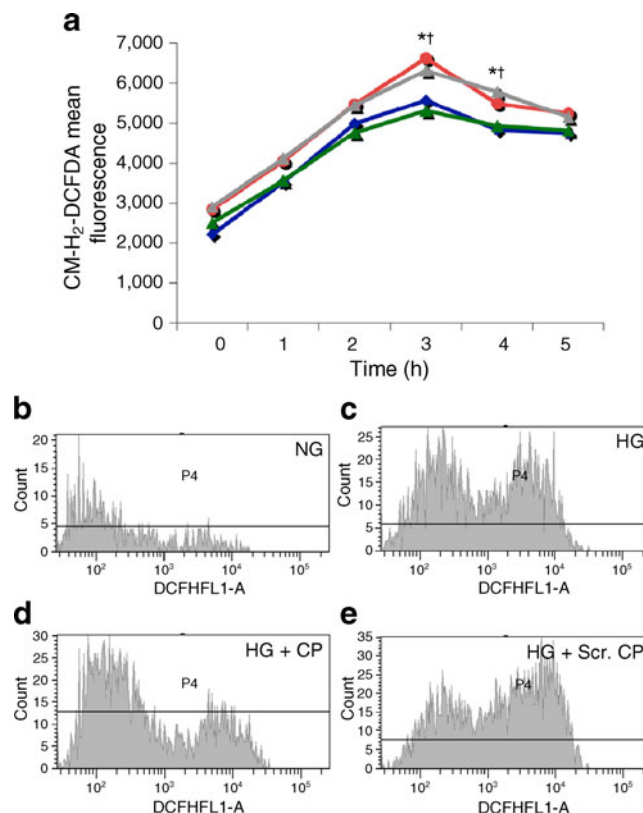 a
7,000
6,000
5,000
4,000
3,000
2,000
1,000
0
CM-H₂-DCFDA mean
fluorescence
*†
*†
0 1 2 3 4 5
Time (h)
b
NG
P4
20
15
10
5
0
Count
10² 10³ 10⁴ 10⁵
DCFHFL1-A
c
HG
P4
25
20
15
10
5
0
Count
10² 10³ 10⁴ 10⁵
DCFHFL1-A
d
HG + CP
P4
30
25
20
15
10
5
0
Count
10² 10³ 10⁴ 10⁵
DCFHFL1-A
e
HG + Scr. CP
P4
35
30
25
20
15
10
5
0
Count
10² 10³ 10⁴ 10⁵
DCFHFL1-A